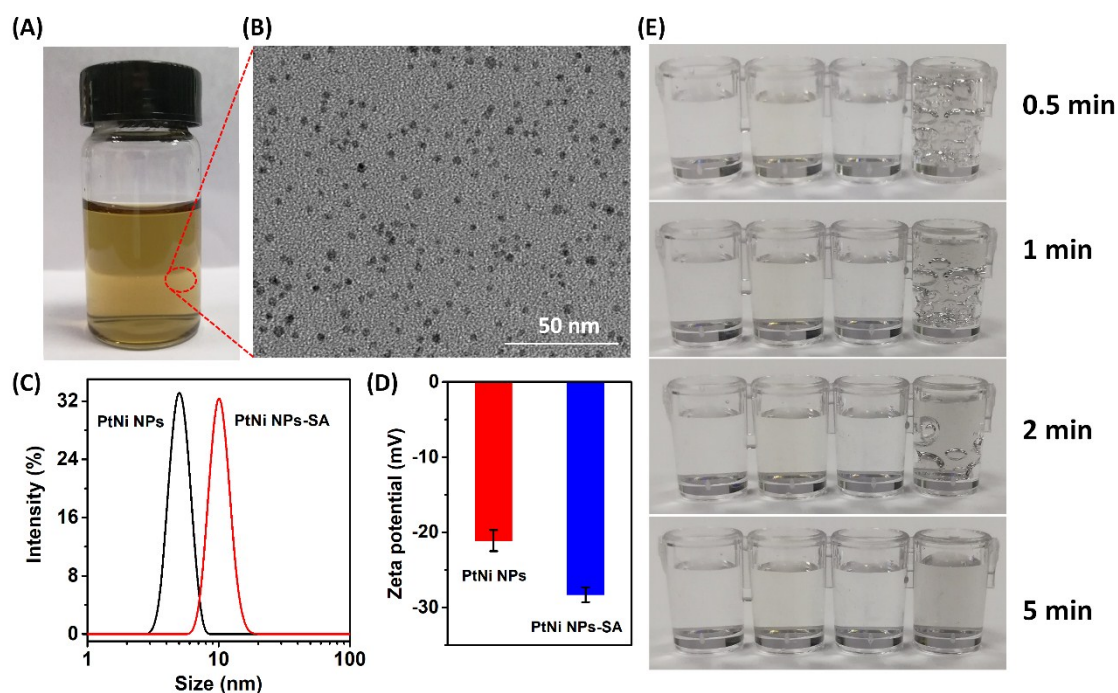 (A)
(B)
50 nm
(C)
PtNi NPs
PtNi NPs-SA
Intensity (%)
32
24
16
8
0
1
10
100
Size (nm)
(D)
0
-10
-20
-30
Zeta potential (mV)
PtNi NPs
PtNi NPs-SA
(E)
0.5 min
1 min
2 min
5 min